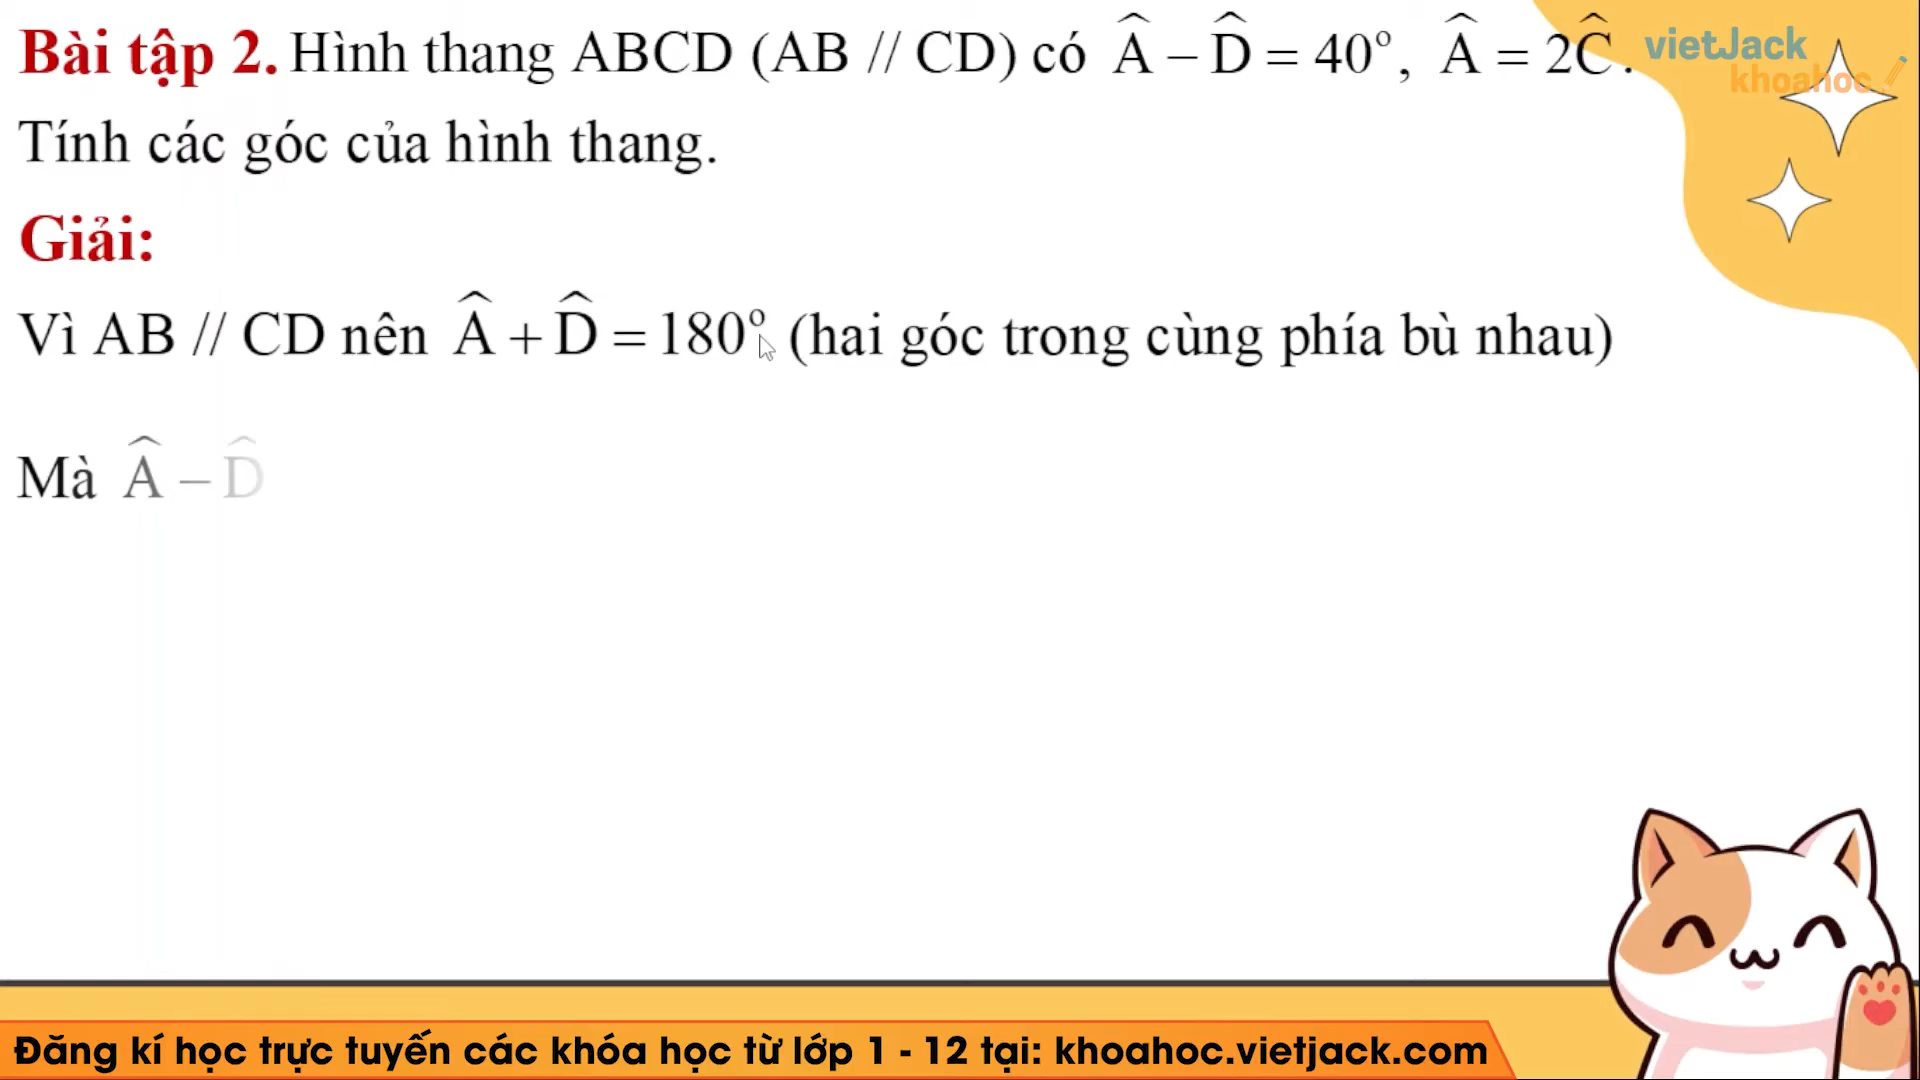 Bài tập 2. Hình thang ABCD (AB // CD) có Â – D̂ = 40°, Â = 2Ĉ.
vietJack
khoahoc
Tính các góc của hình thang.
Giải:
Vì AB // CD nên Â + D̂ = 180° (hai góc trong cùng phía bù nhau)
Mà Â – D̂
Đăng kí học trực tuyến các khóa học từ lớp 1 - 12 tại: khoahoc.vietjack.com